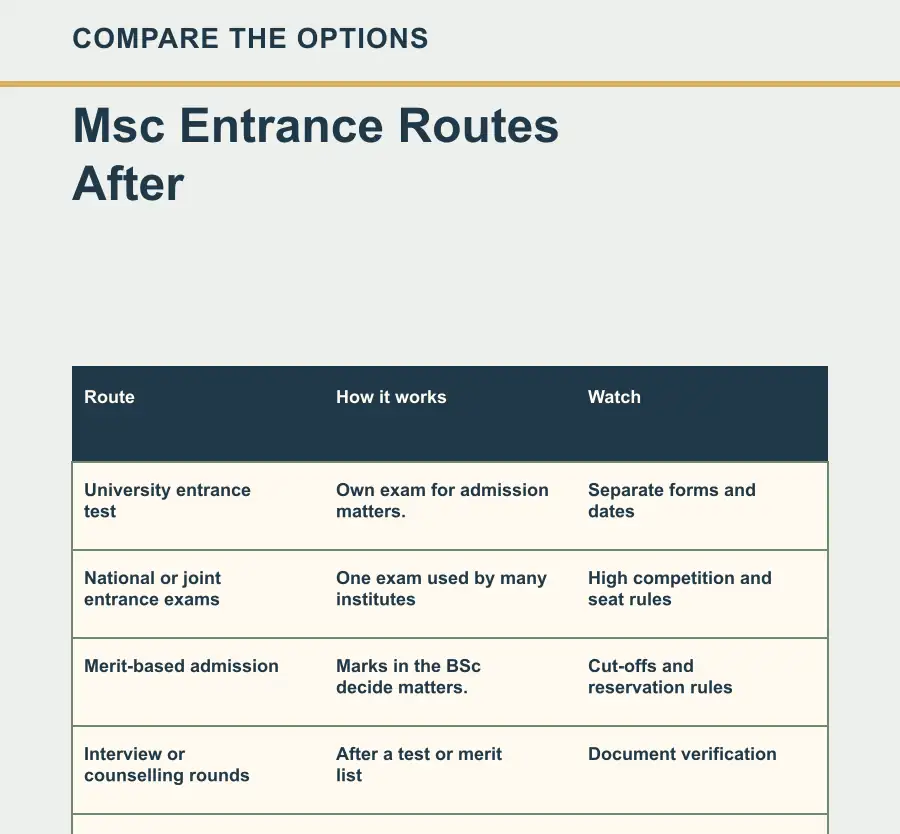 COMPARE THE OPTIONS
Msc Entrance Routes
After
Route How it works Watch
University entrance
test
Own exam for admission
matters.
Separate forms and
dates
National or joint
entrance exams
One exam used by many
institutes
High competition and
seat rules
Merit-based admission
Marks in the BSc
decide matters.
Cut-offs and
reservation rules
Interview or
counselling rounds
After a test or merit
list
Document verification